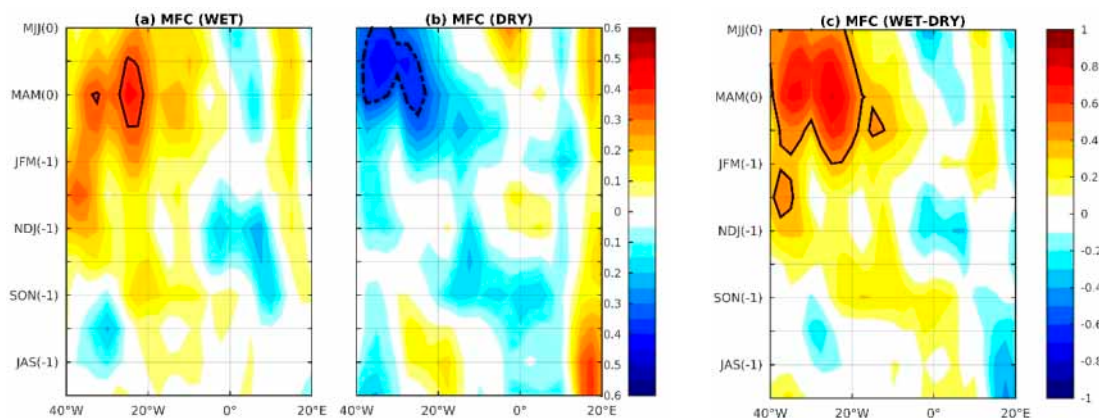 (a) MFC (WET)
(b) MFC (DRY)
(c) MFC (WET-DRY)
MJJ(0)
MAM(0)
JFM(-1)
NDJ(-1)
SON(-1)
JAS(-1)
40°W
20°W
0°
20°E
40°W
20°W
0°
20°E
0.6
0.5
0.4
0.3
0.2
0.1
0
0.1
0.2
0.3
0.4
0.5
0.6
MJJ(0)
MAM(0)
JFM(-1)
NDJ(-1)
SON(-1)
JAS(-1)
40°W
20°W
0°
20°E
1
0.8
0.6
0.4
0.2
0
-0.2
-0.4
-0.6
-0.8
-1